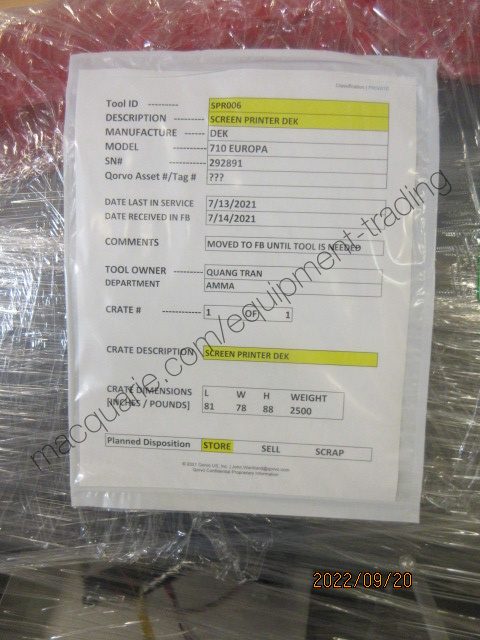 Classification | PRIVATE
Tool ID ---------- SPR006
DESCRIPTION ---------- SCREEN PRINTER DEK
MANUFACTURE ---------- DEK
MODEL ----------- 710 EUROPA
SN# ----------- 292891
Qorvo Asset #/Tag # ???
DATE LAST IN SERVICE 7/13/2021
DATE RECEIVED IN FB 7/14/2021
COMMENTS MOVED TO FB UNTIL TOOL IS NEEDED
TOOL OWNER ---------- QUANG TRAN
DEPARTMENT AMMA
CRATE # ------------- 1 OF 1
CRATE DESCRIPTION SCREEN PRINTER DEK
CRATE DIMENSIONS L W H WEIGHT
[INCHES / POUNDS] 81 78 88 2500
Planned Disposition STORE SELL SCRAP
Qorvo Confidential Proprietary Information
macquarie.com/equipment-trading
2022/09/20